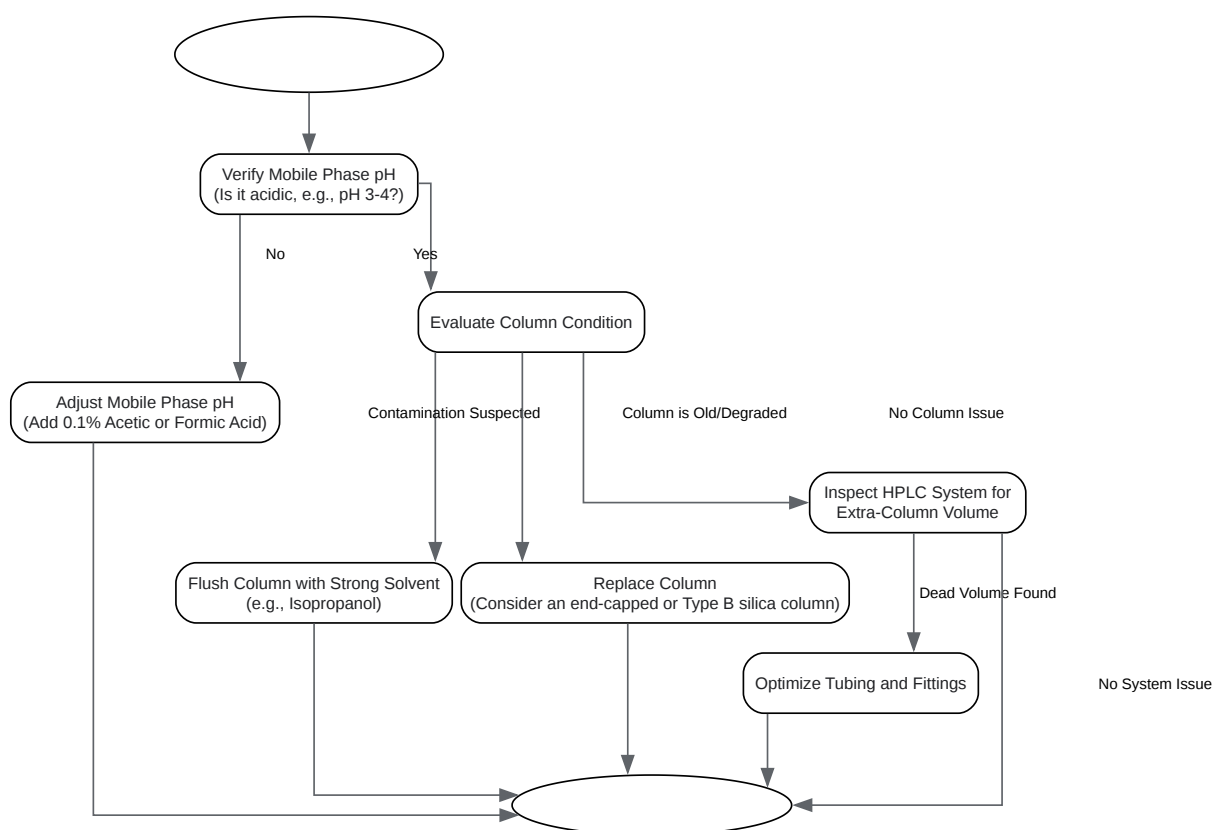 Verify Mobile Phase pH
(Is it acidic, e.g., pH 3-4?)
No
Yes
Evaluate Column Condition
Adjust Mobile Phase pH
(Add 0.1% Acetic or Formic Acid)
Contamination Suspected
Column is Old/Degraded
No Column Issue
Inspect HPLC System for
Extra-Column Volume
Flush Column with Strong Solvent
(e.g., Isopropanol)
Replace Column
(Consider an end-capped or Type B silica column)
Dead Volume Found
Optimize Tubing and Fittings
No System Issue